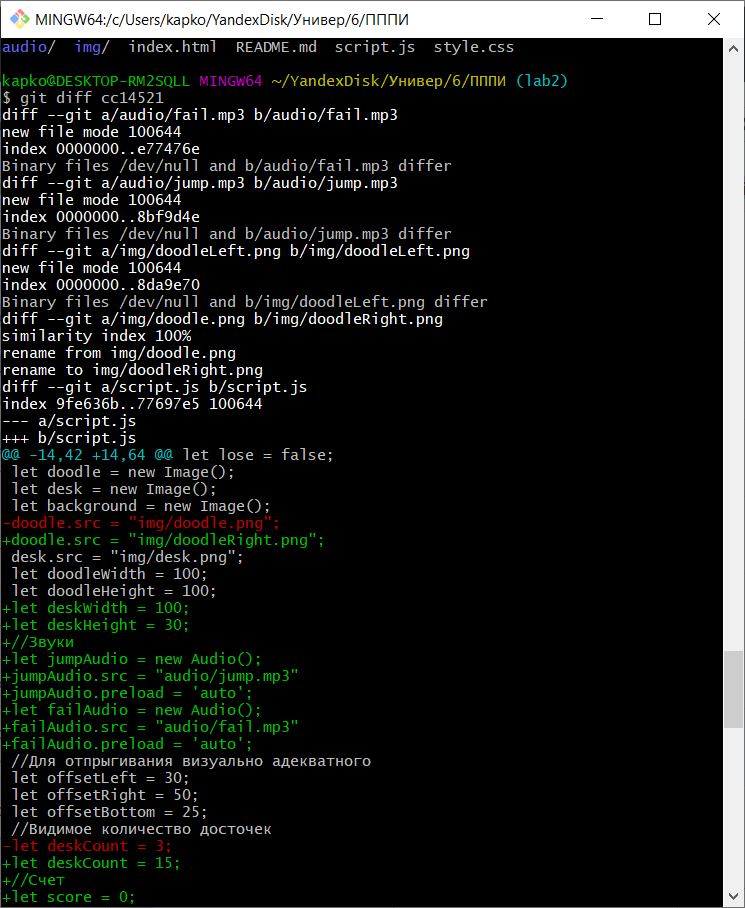 MINGW64:/c/Users/kapko/YandexDisk/Универ/6/ПППИ
audio/  img/  index.html  README.md  script.js  style.css
kapko@DESKTOP-RM2SQLL MINGW64 ~/YandexDisk/Универ/6/ПППИ (lab2)
$ git diff cc14521
diff --git a/audio/fail.mp3 b/audio/fail.mp3
new file mode 100644
index 0000000..e77476e
Binary files /dev/null and b/audio/fail.mp3 differ
diff --git a/audio/jump.mp3 b/audio/jump.mp3
new file mode 100644
index 0000000..8bf9d4e
Binary files /dev/null and b/audio/jump.mp3 differ
diff --git a/img/doodleLeft.png b/img/doodleLeft.png
new file mode 100644
index 0000000..8da9e70
Binary files /dev/null and b/img/doodleLeft.png differ
diff --git a/img/doodle.png b/img/doodleRight.png
similarity index 100%
rename from img/doodle.png
rename to img/doodleRight.png
diff --git a/script.js b/script.js
index 9fe636b..77697e5 100644
--- a/script.js
+++ b/script.js
@@ -14,42 +14,64 @@ let lose = false;
 let doodle = new Image();
 let desk = new Image();
 let background = new Image();
-doodle.src = "img/doodle.png";
+doodle.src = "img/doodleRight.png";
 desk.src = "img/desk.png";
 let doodleWidth = 100;
 let doodleHeight = 100;
+let deskWidth = 100;
+let deskHeight = 30;
+//Звуки
+let jumpAudio = new Audio();
+jumpAudio.src = "audio/jump.mp3"
+jumpAudio.preload = 'auto';
+let failAudio = new Audio();
+failAudio.src = "audio/fail.mp3"
+failAudio.preload = 'auto';
 //Для отпрыгивания визуально адекватного
 let offsetLeft = 30;
 let offsetRight = 50;
 let offsetBottom = 25;
 //Видимое количество досточек
-let deskCount = 3;
+let deskCount = 15;
+//Счет
+let score = 0;